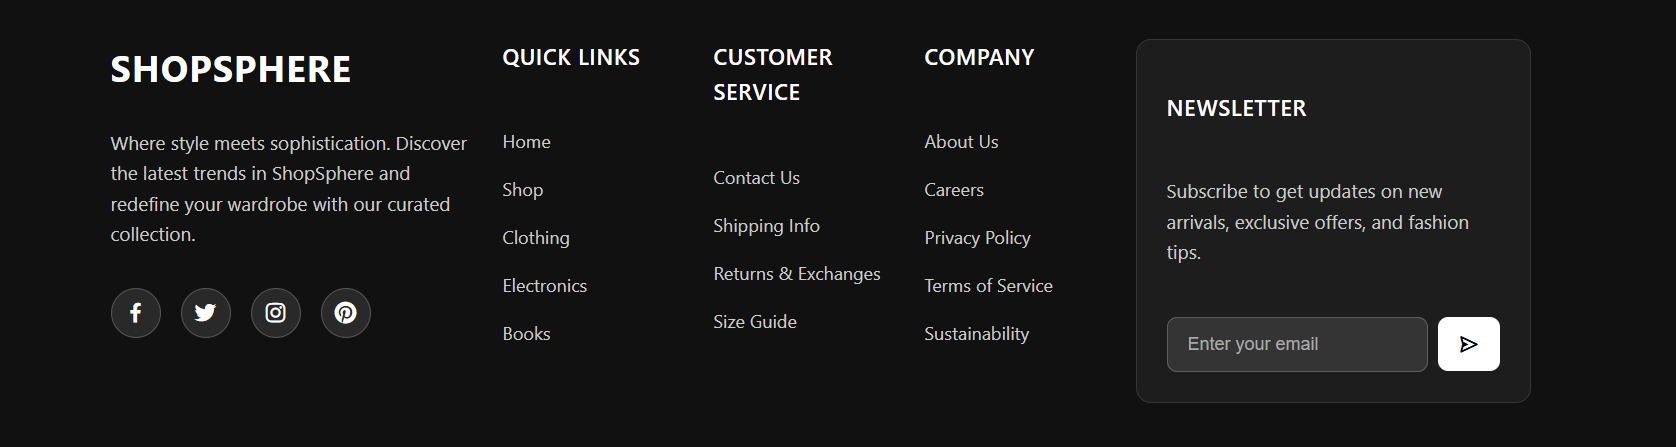 SHOPSPHERE
Where style meets sophistication. Discover
the latest trends in ShopSphere and
redefine your wardrobe with our curated
collection.
QUICK LINKS
Home
Shop
Clothing
Electronics
Books
CUSTOMER
SERVICE
Contact Us
Shipping Info
Returns & Exchanges
Size Guide
COMPANY
About Us
Careers
Privacy Policy
Terms of Service
Sustainability
NEWSLETTER
Subscribe to get updates on new
arrivals, exclusive offers, and fashion
tips.
Enter your email